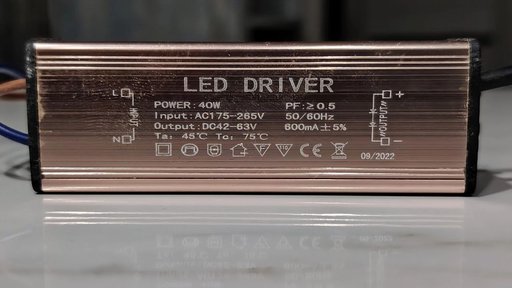 LED DRIVER
POWER: 40W PF: ≥0.5
Input: AC175-265V 50/60Hz
Output: DC42-63V 600mA ±5%
Ta: 45℃ Tc: 75℃
L
N
INPUT
+
OUTPUT
−
F
CE
09/2022